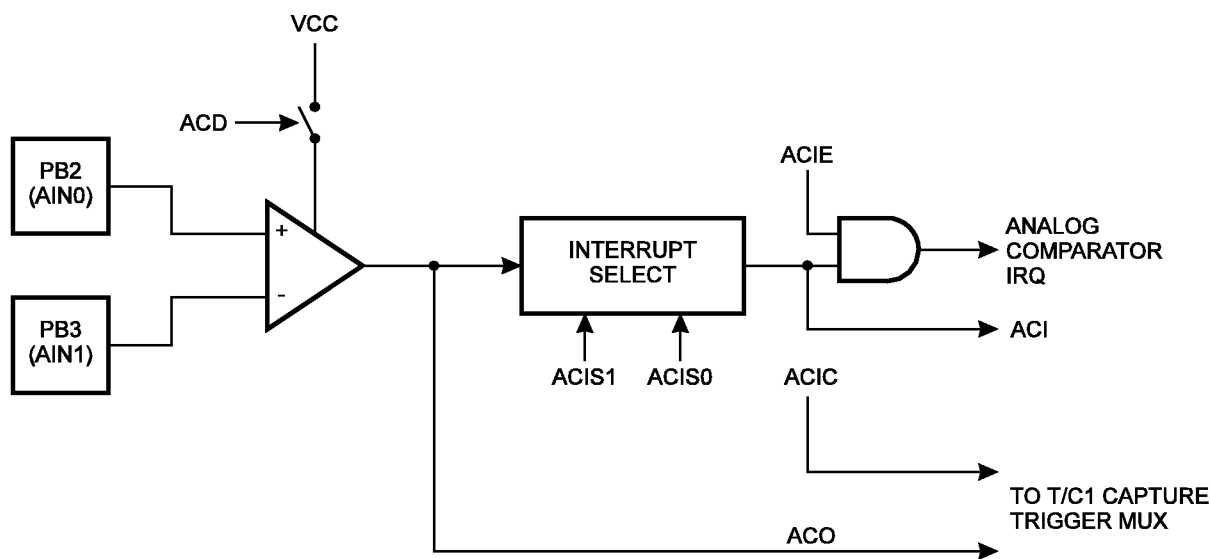 VCC
ACD
PB2
(AIN0)
+
-
PB3
(AIN1)
INTERRUPT
SELECT
ACIS1
ACIS0
ACIE
ANALOG
COMPARATOR
IRQ
ACI
ACIC
TO T/C1 CAPTURE
TRIGGER MUX
ACO